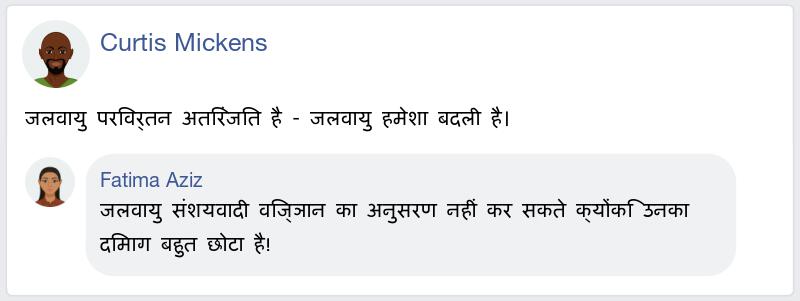 Curtis Mickens
जलवायु परिवर्तन अतिरंजित है - जलवायु हमेशा बदली है।
Fatima Aziz
जलवायु संशयवादी विज्ञान का अनुसरण नहीं कर सकते क्योंकि उनका
दिमाग बहुत छोटा है!